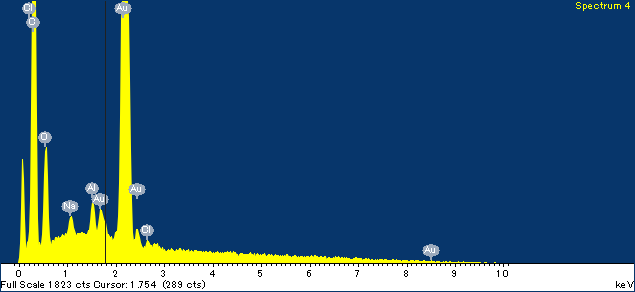 Spectrum 4
Cl Au
C
O
Al Au
Au
Na
Cl
Au
0 1 2 3 4 5 6 7 8 9 10
Full Scale 1823 cts Cursor: 1.754 (289 cts) keV